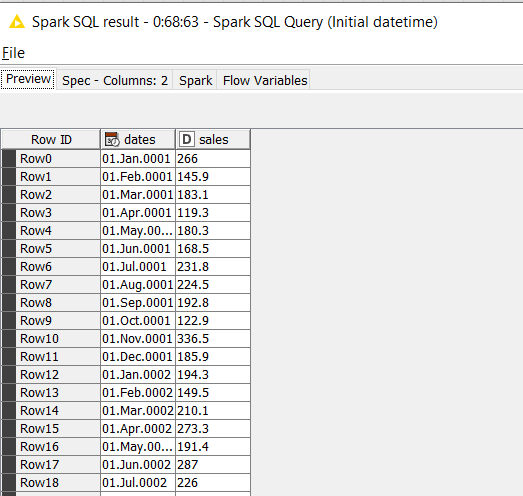 Spark SQL result - 0:68:63 - Spark SQL Query (Initial datetime)
File
Preview Spec - Columns: 2 Spark Flow Variables
Row ID dates D sales
Row0 01.Jan.0001 266
Row1 01.Feb.0001 145.9
Row2 01.Mar.0001 183.1
Row3 01.Apr.0001 119.3
Row4 01.May.00... 180.3
Row5 01.Jun.0001 168.5
Row6 01.Jul.0001 231.8
Row7 01.Aug.0001 224.5
Row8 01.Sep.0001 192.8
Row9 01.Oct.0001 122.9
Row10 01.Nov.0001 336.5
Row11 01.Dec.0001 185.9
Row12 01.Jan.0002 194.3
Row13 01.Feb.0002 149.5
Row14 01.Mar.0002 210.1
Row15 01.Apr.0002 273.3
Row16 01.May.00... 191.4
Row17 01.Jun.0002 287
Row18 01.Jul.0002 226